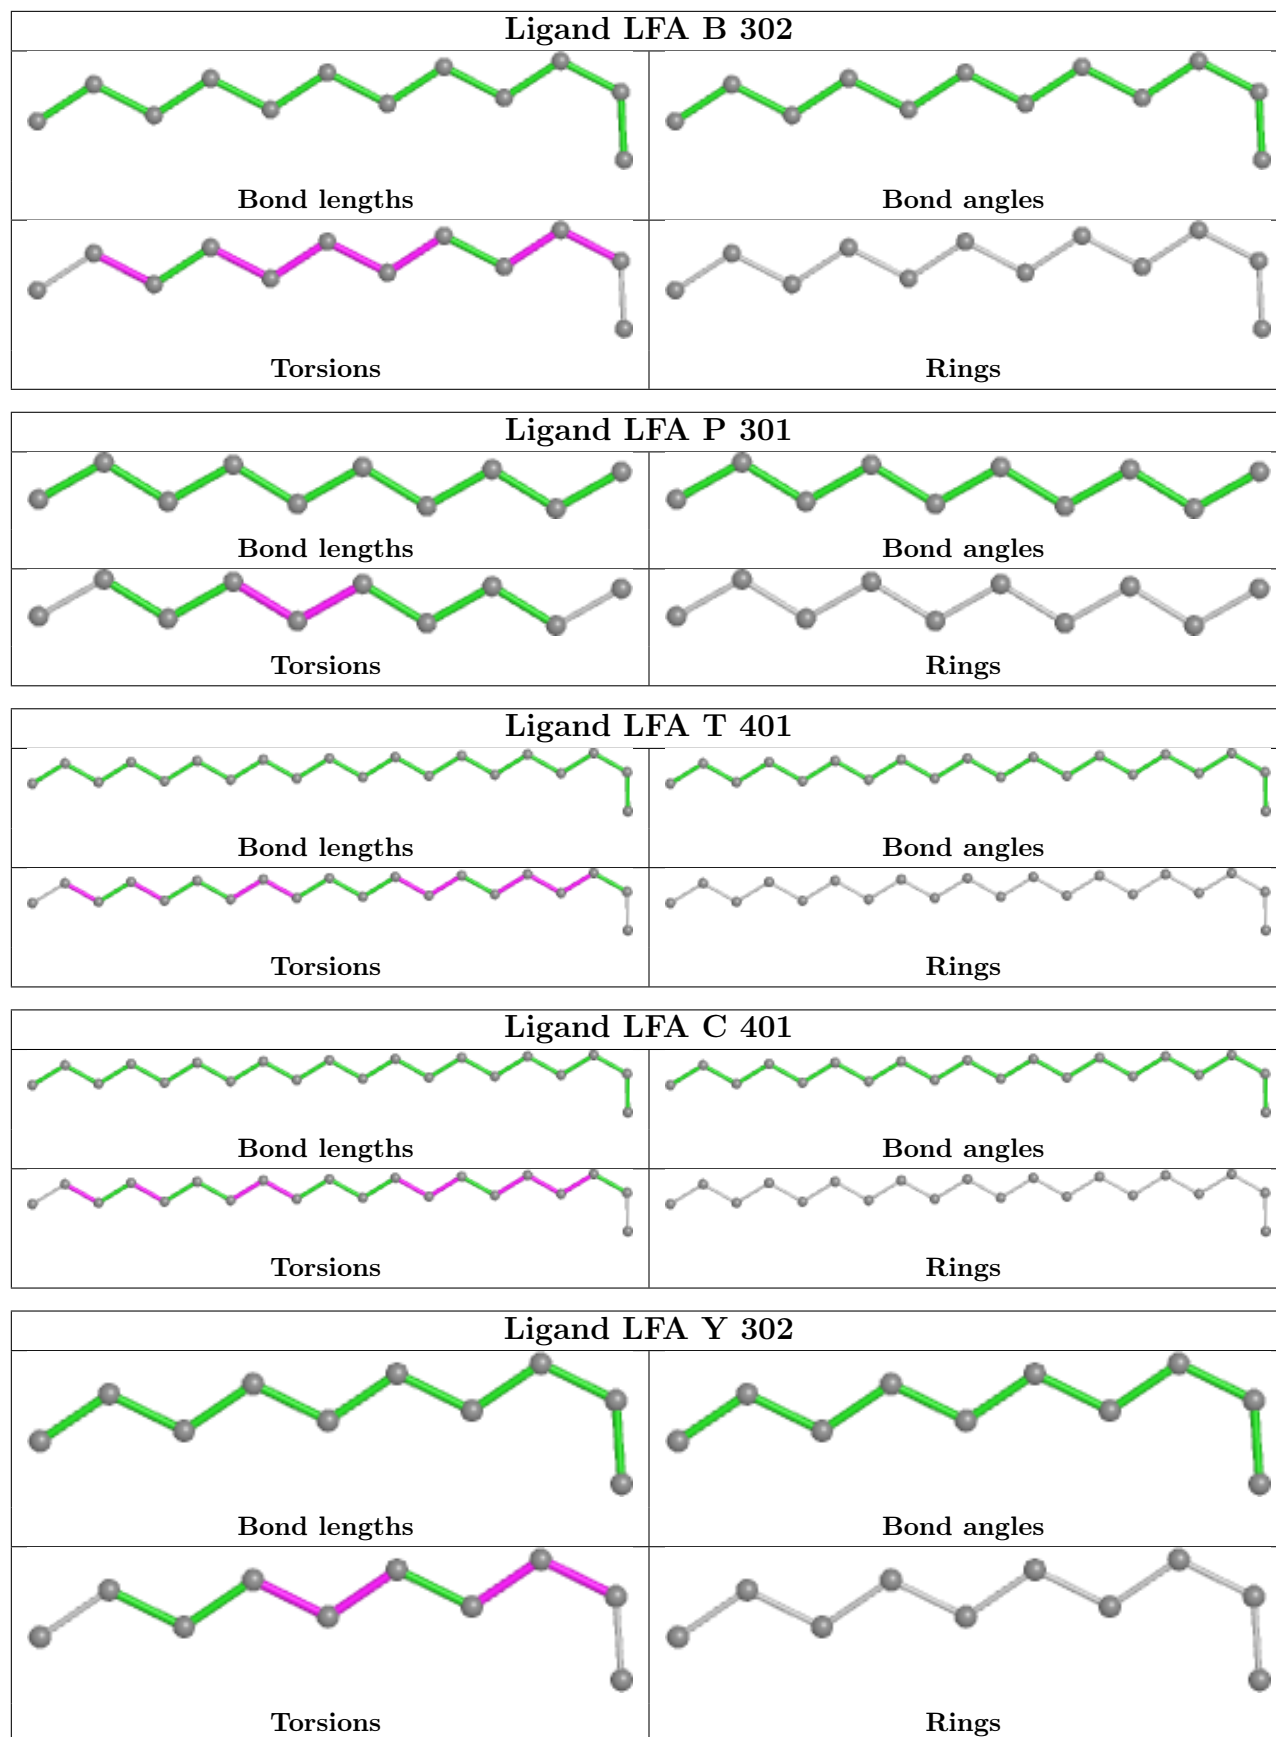 Ligand LFA B 302
Bond lengths
Bond angles
Torsions
Rings
Ligand LFA P 301
Bond lengths
Bond angles
Torsions
Rings
Ligand LFA T 401
Bond lengths
Bond angles
Torsions
Rings
Ligand LFA C 401
Bond lengths
Bond angles
Torsions
Rings
Ligand LFA Y 302
Bond lengths
Bond angles
Torsions
Rings